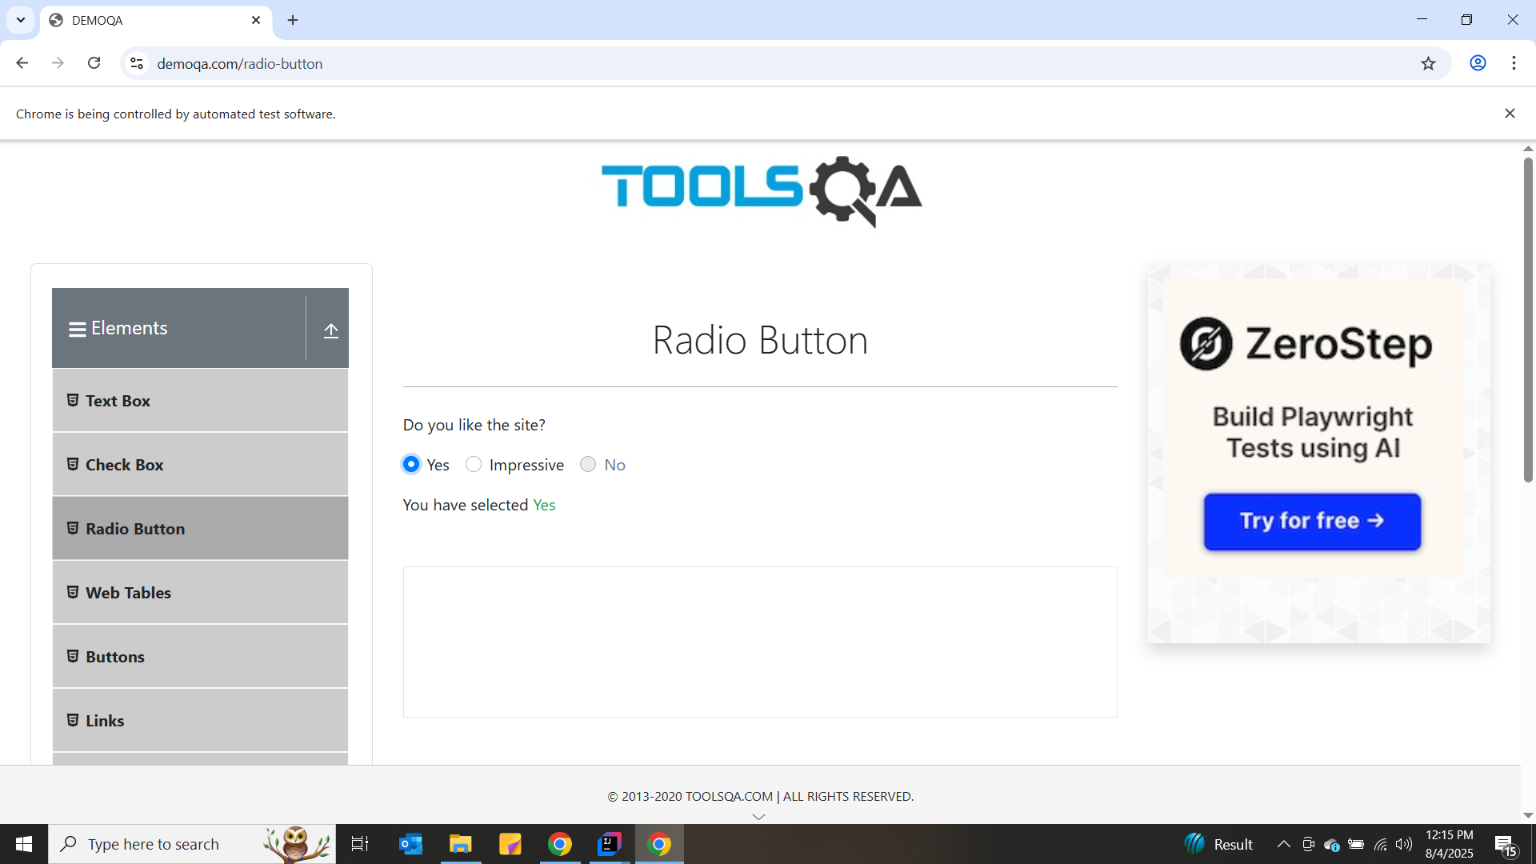 DEMOQA
demoqa.com/radio-button
Chrome is being controlled by automated test software.
TOOLSQA
Elements
Text Box
Check Box
Radio Button
Web Tables
Buttons
Links
Radio Button
Do you like the site?
Yes Impressive No
You have selected Yes
ZeroStep
Build Playwright
Tests using AI
Try for free →
© 2013-2020 TOOLSQA.COM | ALL RIGHTS RESERVED.
Type here to search
Result
12:15 PM
8/4/2025
15